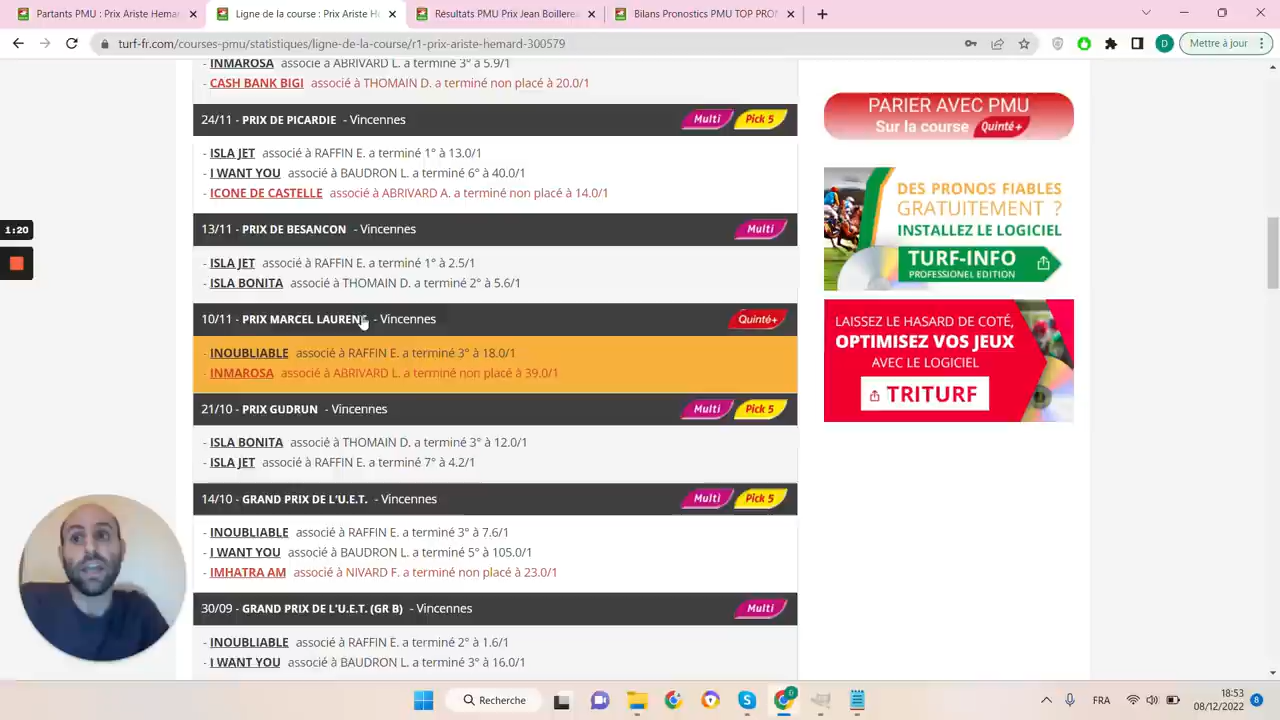 Partants PMU : Prix Ariste Hemar
Ligne de la course : Prix Ariste H
Résultats PMU Prix Jean Boillerea
Bilans Pronostics PMU TOP PRON
turf-fr.com/courses-pmu/statistiques/ligne-de-la-course/r1-prix-ariste-hemard-300579
D
Mettre à jour
- INMAROSA associé à ABRIVARD L. a terminé 3° à 5.9/1
- CASH BANK BIGI associé à THOMAIN D. a terminé non placé à 20.0/1
24/11 - PRIX DE PICARDIE - Vincennes Multi Pick 5
- ISLA JET associé à RAFFIN E. a terminé 1° à 13.0/1
- I WANT YOU associé à BAUDRON L. a terminé 6° à 40.0/1
- ICONE DE CASTELLE associé à ABRIVARD A. a terminé non placé à 14.0/1
13/11 - PRIX DE BESANCON - Vincennes Multi
- ISLA JET associé à RAFFIN E. a terminé 1° à 2.5/1
- ISLA BONITA associé à THOMAIN D. a terminé 2° à 5.6/1
10/11 - PRIX MARCEL LAURENT - Vincennes Quinté+
- INOUBLIABLE associé à RAFFIN E. a terminé 3° à 18.0/1
- INMAROSA associé à ABRIVARD L. a terminé non placé à 39.0/1
21/10 - PRIX GUDRUN - Vincennes Multi Pick 5
- ISLA BONITA associé à THOMAIN D. a terminé 3° à 12.0/1
- ISLA JET associé à RAFFIN E. a terminé 7° à 4.2/1
14/10 - GRAND PRIX DE L'U.E.T. - Vincennes Multi Pick 5
- INOUBLIABLE associé à RAFFIN E. a terminé 3° à 7.6/1
- I WANT YOU associé à BAUDRON L. a terminé 5° à 105.0/1
- IMHATRA AM associé à NIVARD F. a terminé non placé à 23.0/1
30/09 - GRAND PRIX DE L'U.E.T. (GR B) - Vincennes Multi
- INOUBLIABLE associé à RAFFIN E. a terminé 2° à 1.6/1
- I WANT YOU associé à BAUDRON L. a terminé 3° à 16.0/1
PARIER AVEC PMU
Sur la course Quinté+
DES PRONOS FIABLES
GRATUITEMENT ?
INSTALLEZ LE LOGICIEL
TURF-INFO
PROFESSIONEL EDITION
LAISSEZ LE HASARD DE COTÉ,
OPTIMISEZ VOS JEUX
AVEC LE LOGICIEL
TRITURF
1:20
Recherche
0
FRA
18:53
08/12/2022
8